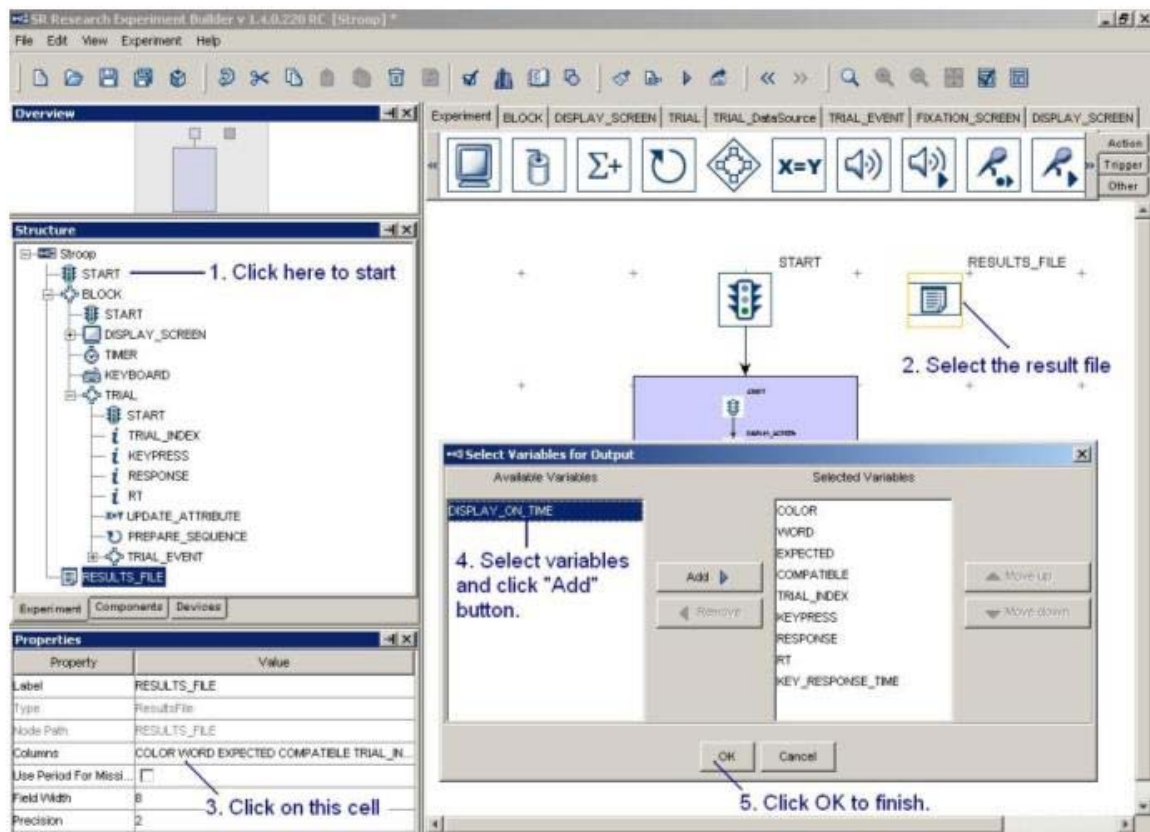 SR Research Experiment Builder v 1.4.0.220 RC [Stroop] *
File Edit View Experiment Help
Overview
Experiment BLOCK DISPLAY_SCREEN TRIAL TRIAL_DataSource TRIAL_EVENT FIXATION_SCREEN DISPLAY_SCREEN
Σ+ X=Y
Action
Trigger
Other
Structure
Stroop
START
1. Click here to start
BLOCK
START
DISPLAY_SCREEN
TIMER
KEYBOARD
TRIAL
START
TRIAL_INDEX
KEYPRESS
RESPONSE
RT
UPDATE_ATTRIBUTE
PREPARE_SEQUENCE
TRIAL_EVENT
RESULTS_FILE
Experiment Components Devices
START
RESULTS_FILE
2. Select the result file
START
DISPLAY_SCREEN
Select Variables for Output
Available Variables
Selected Variables
DISPLAY_ON_TIME
4. Select variables
and click "Add"
button.
Add
Remove
COLOR
WORD
EXPECTED
COMPATIBLE
TRIAL_INDEX
KEYPRESS
RESPONSE
RT
KEY_RESPONSE_TIME
Move up
Move down
OK Cancel
5. Click OK to finish.
Properties
Property Value
Label RESULTS_FILE
Type ResultsFile
Node Path RESULTS_FILE
Columns COLOR WORD EXPECTED COMPATIBLE TRIAL_IN...
Use Period For Missi...
Field Width 8
3. Click on this cell
Precision 2